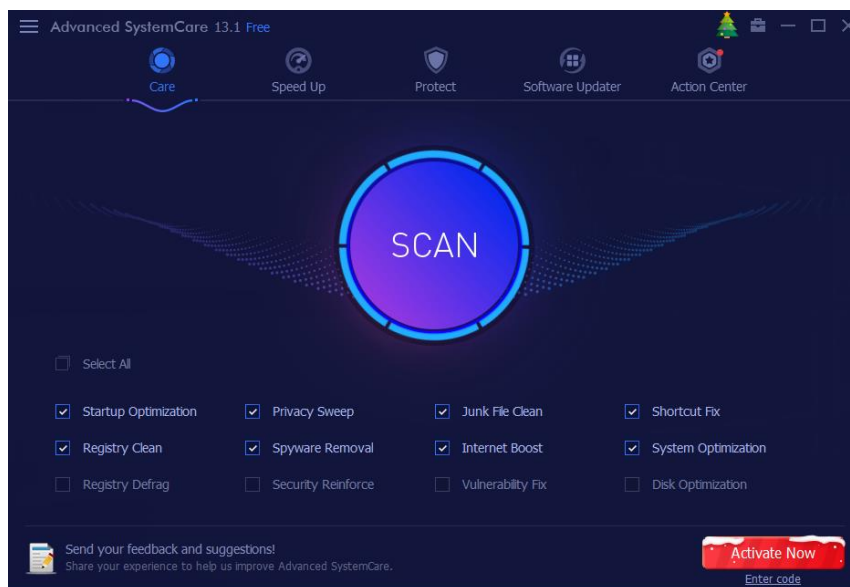 Advanced SystemCare 13.1 Free
Care Speed Up Protect Software Updater Action Center
SCAN
Select All
Startup Optimization Privacy Sweep Junk File Clean Shortcut Fix
Registry Clean Spyware Removal Internet Boost System Optimization
Registry Defrag Security Reinforce Vulnerability Fix Disk Optimization
Send your feedback and suggestions!
Share your experience to help us improve Advanced SystemCare.
Activate Now
Enter code